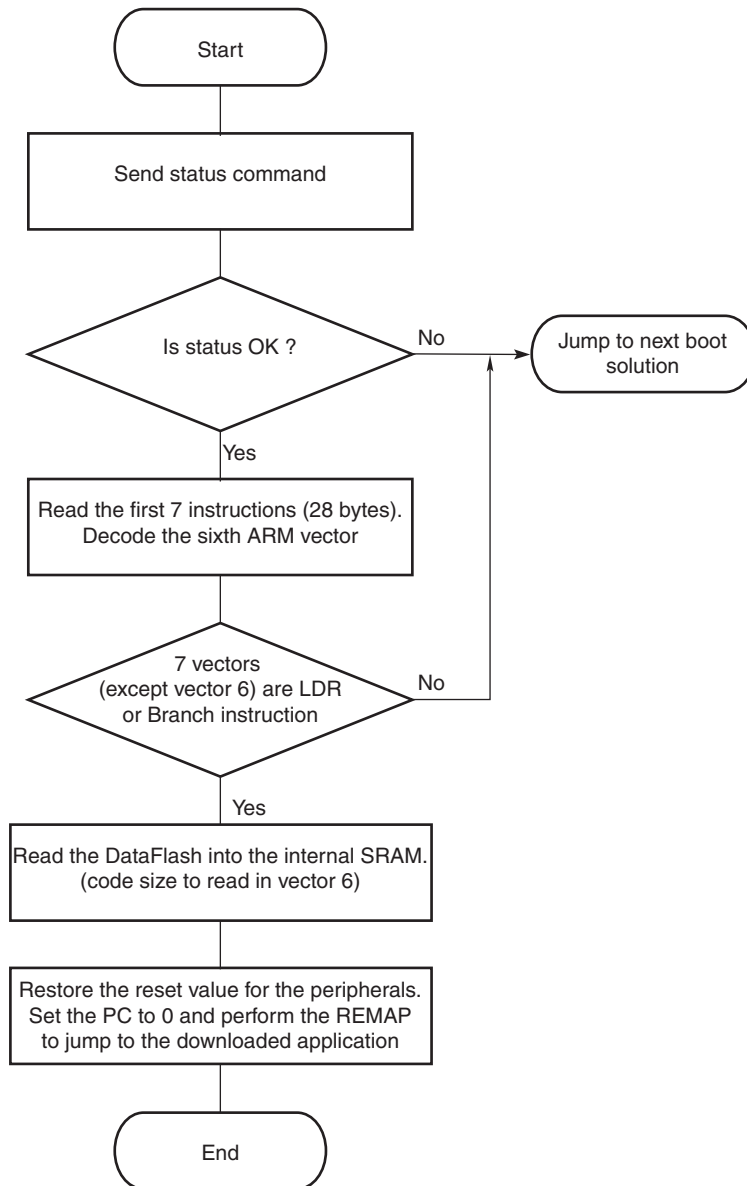 Start
Send status command
Is status OK ?
No
Jump to next boot
solution
Yes
Read the first 7 instructions (28 bytes).
Decode the sixth ARM vector
7 vectors
(except vector 6) are LDR
or Branch instruction
No
Yes
Read the DataFlash into the internal SRAM.
(code size to read in vector 6)
Restore the reset value for the peripherals.
Set the PC to 0 and perform the REMAP
to jump to the downloaded application
End